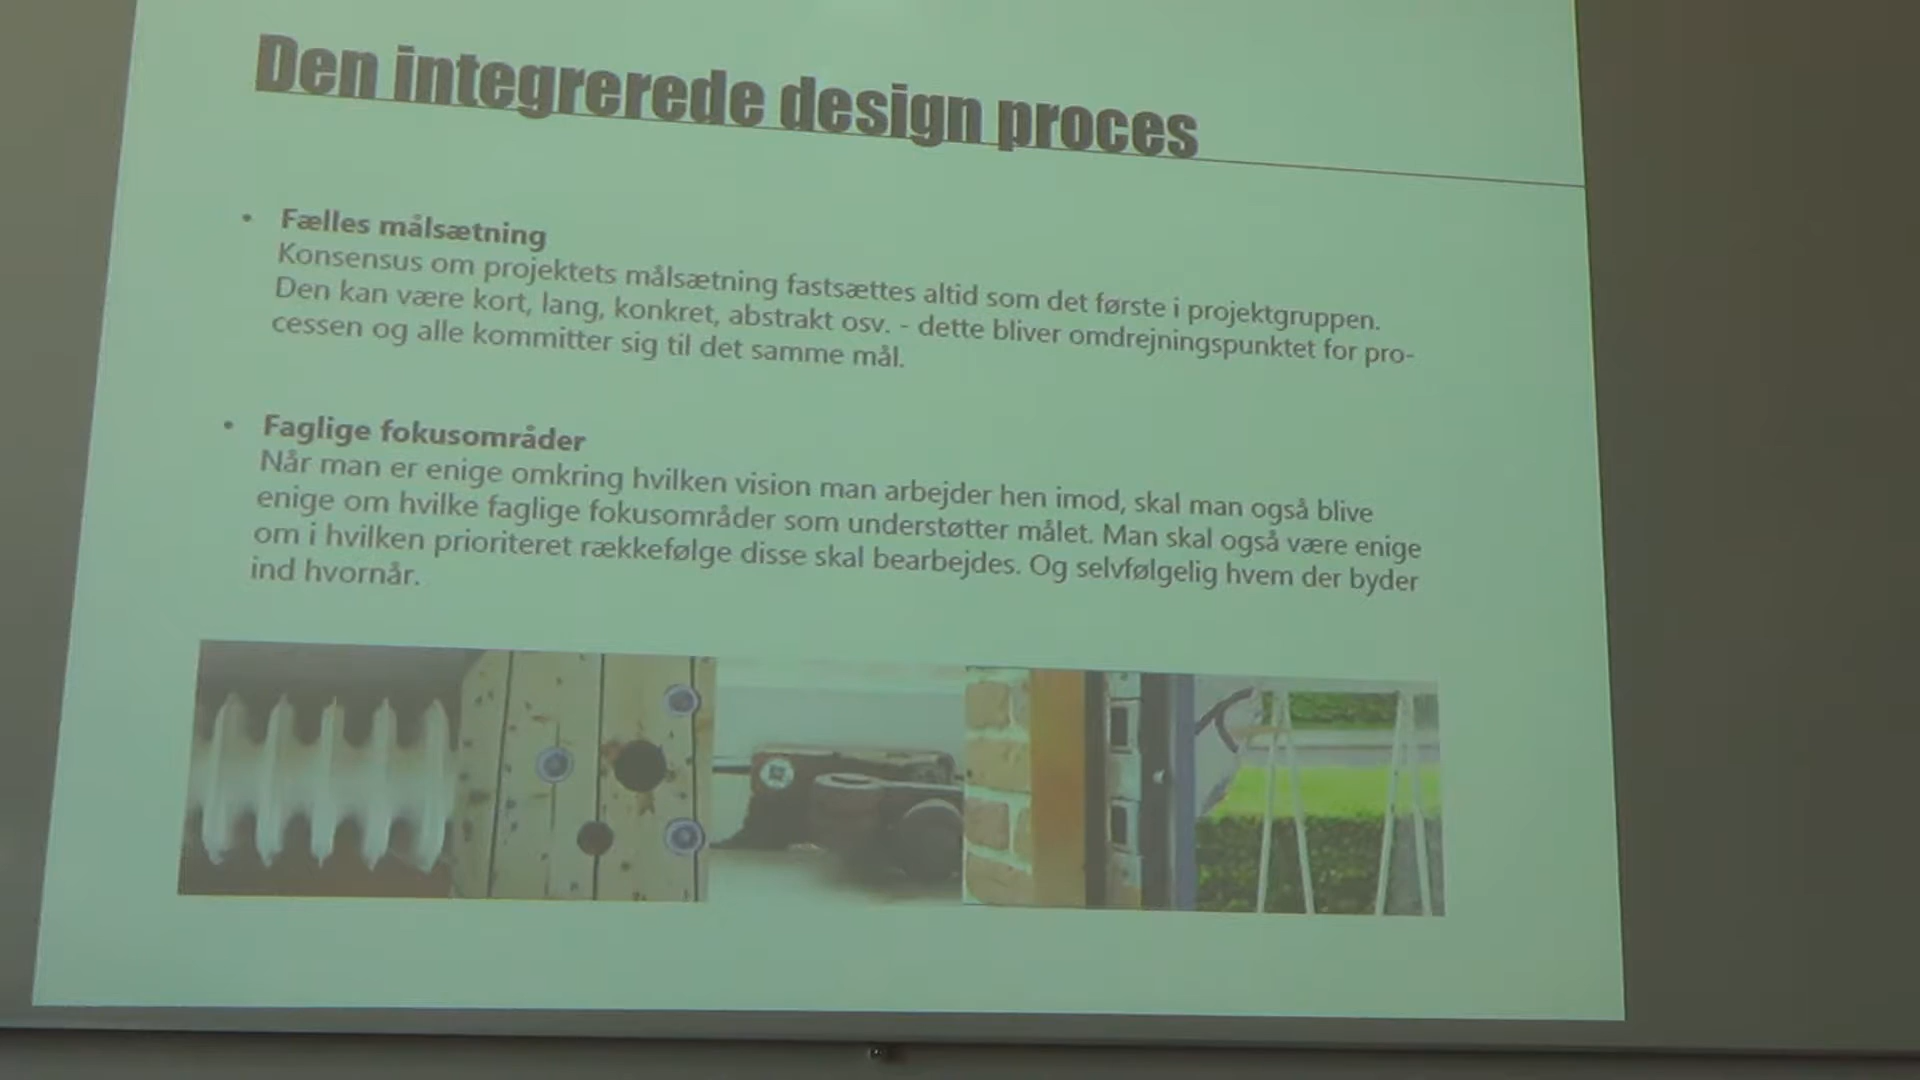 Den integrerede design proces
• Fælles målsætning
Konsensus om projektets målsætning fastsættes altid som det første i projektgruppen.
Den kan være kort, lang, konkret, abstrakt osv. - dette bliver omdrejningspunktet for pro-
cessen og alle kommitter sig til det samme mål.
• Faglige fokusområder
Når man er enige omkring hvilken vision man arbejder hen imod, skal man også blive
enige om hvilke faglige fokusområder som understøtter målet. Man skal også være enige
om i hvilken prioriteret rækkefølge disse skal bearbejdes. Og selvfølgelig hvem der byder
ind hvornår.